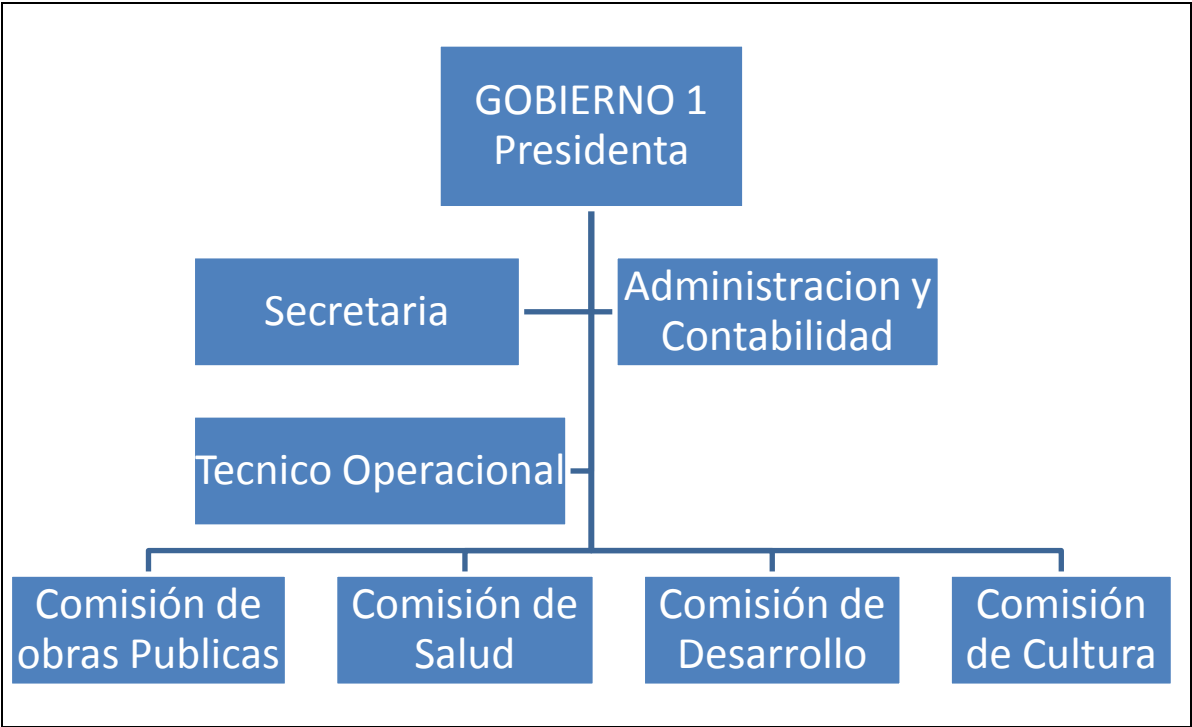 GOBIERNO 1
Presidenta
Secretaria
Administracion y
Contabilidad
Tecnico Operacional
Comisión de
obras Publicas
Comisión de
Salud
Comisión de
Desarrollo
Comisión
de Cultura